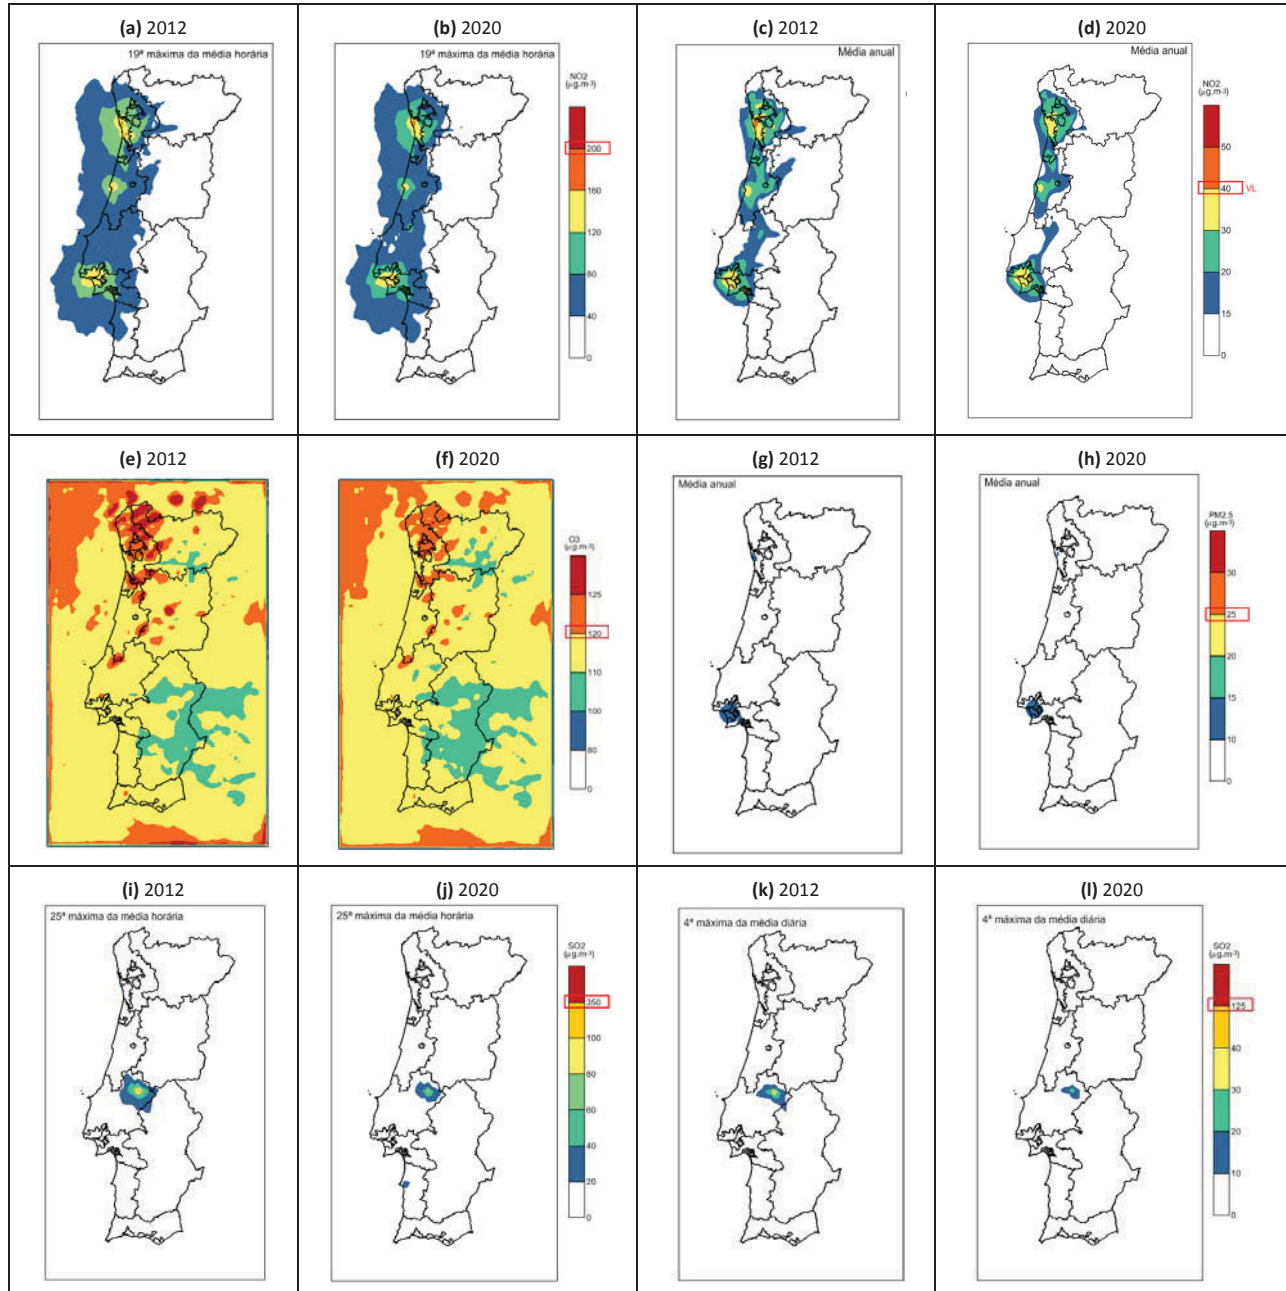 (a) 2012
19ª máxima da média horária
(b) 2020
19ª máxima da média horária
NO2
(µg.m-3)
200
160
120
80
40
0
(c) 2012
Média anual
(d) 2020
Média anual
NO2
(µg.m-3)
50
40 VL
30
20
15
0
(e) 2012
(f) 2020
O3
(µg.m-3)
125
120
110
100
80
0
(g) 2012
Média anual
(h) 2020
Média anual
PM2.5
(µg.m-3)
30
25
20
15
10
0
(i) 2012
25ª máxima da média horária
(j) 2020
25ª máxima da média horária
SO2
(µg.m-3)
350
100
80
60
40
20
0
(k) 2012
4ª máxima da média diária
(l) 2020
4ª máxima da média diária
SO2
(µg.m-3)
125
40
30
20
10
0